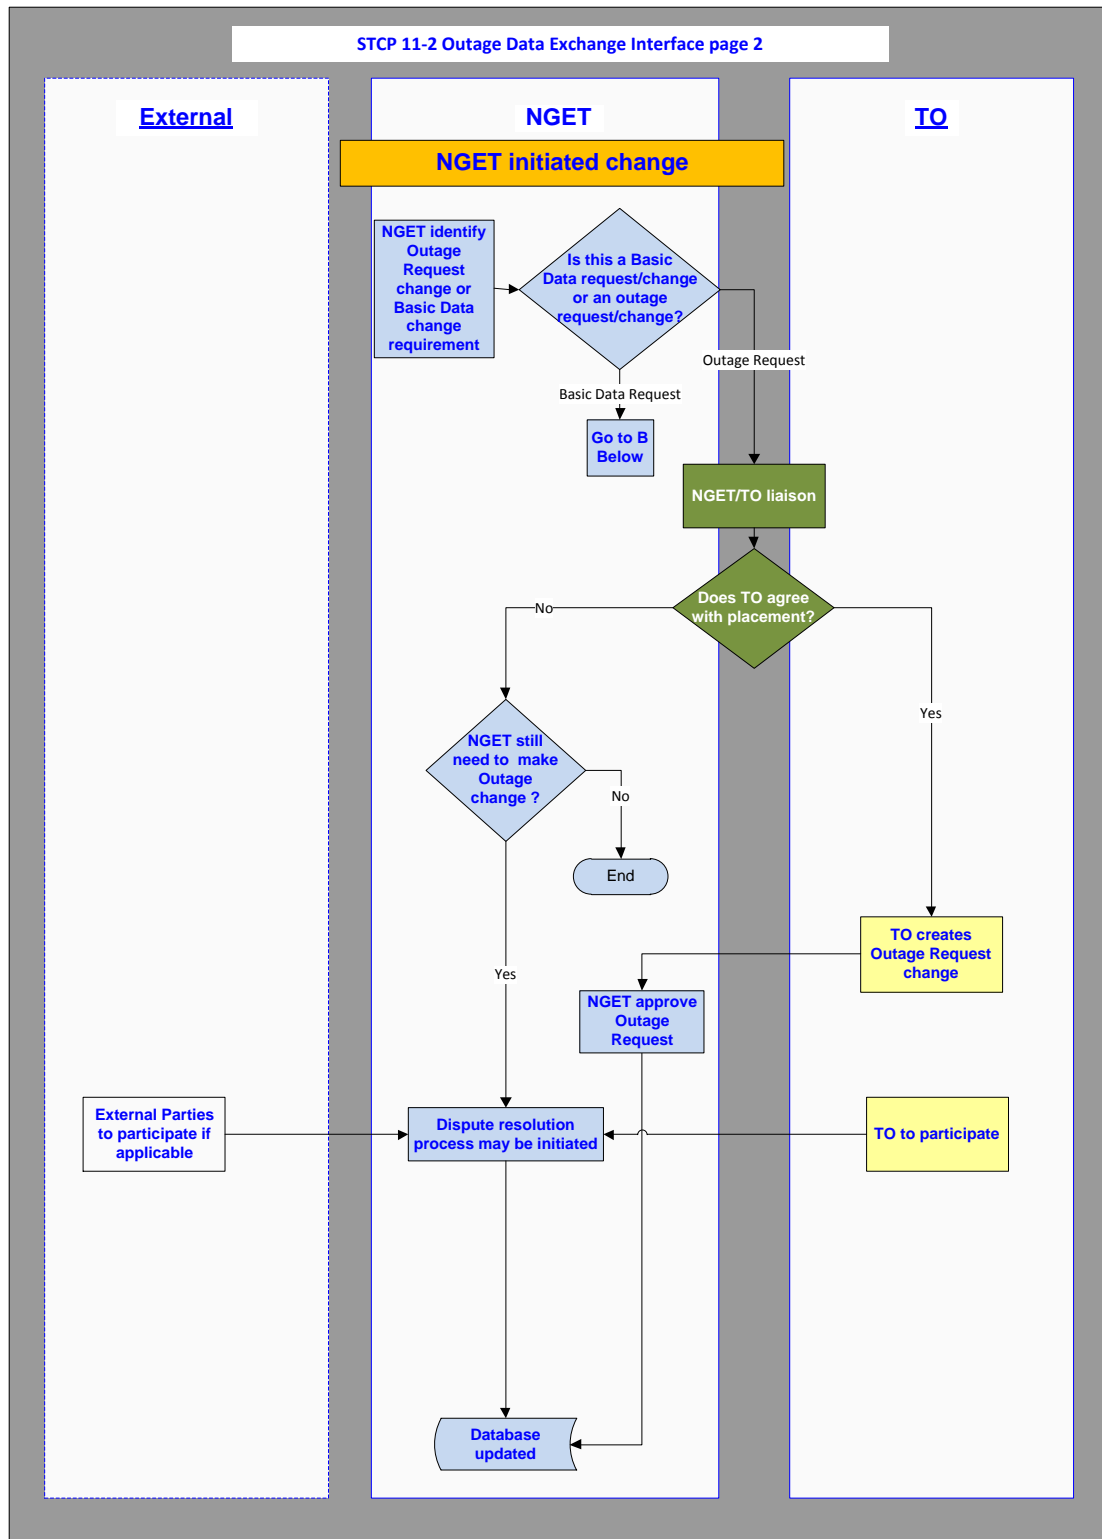 STCP 11-2 Outage Data Exchange Interface page 2
External
NGET
TO
NGET initiated change
NGET identify
Outage
Request
change or
Basic Data
change
requirement
Is this a Basic
Data request/change
or an outage
request/change?
Outage Request
Basic Data Request
Go to B
Below
NGET/TO liaison
Does TO agree
with placement?
No
Yes
NGET still
need to  make
Outage
change ?
No
End
TO creates
Outage Request
change
Yes
NGET approve
Outage
Request
External Parties
to participate if
applicable
Dispute resolution
process may be initiated
TO to participate
Database
updated